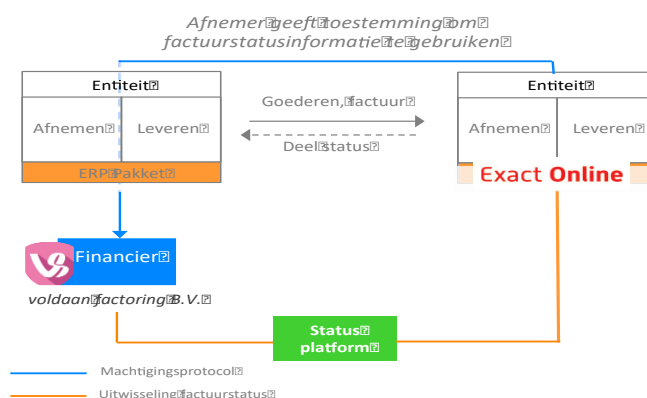 Afnemer geeft toestemming om
factuurstatusinformatie te gebruiken
Entiteit
Entiteit
Afnemen
Leveren
Goederen, factuur
Deel status
Afnemen
Leveren
ERP Pakket
Exact Online
Financier
voldaan factoring B.V.
Status
platform
Machtigingsprotocol
Uitwisseling factuurstatus